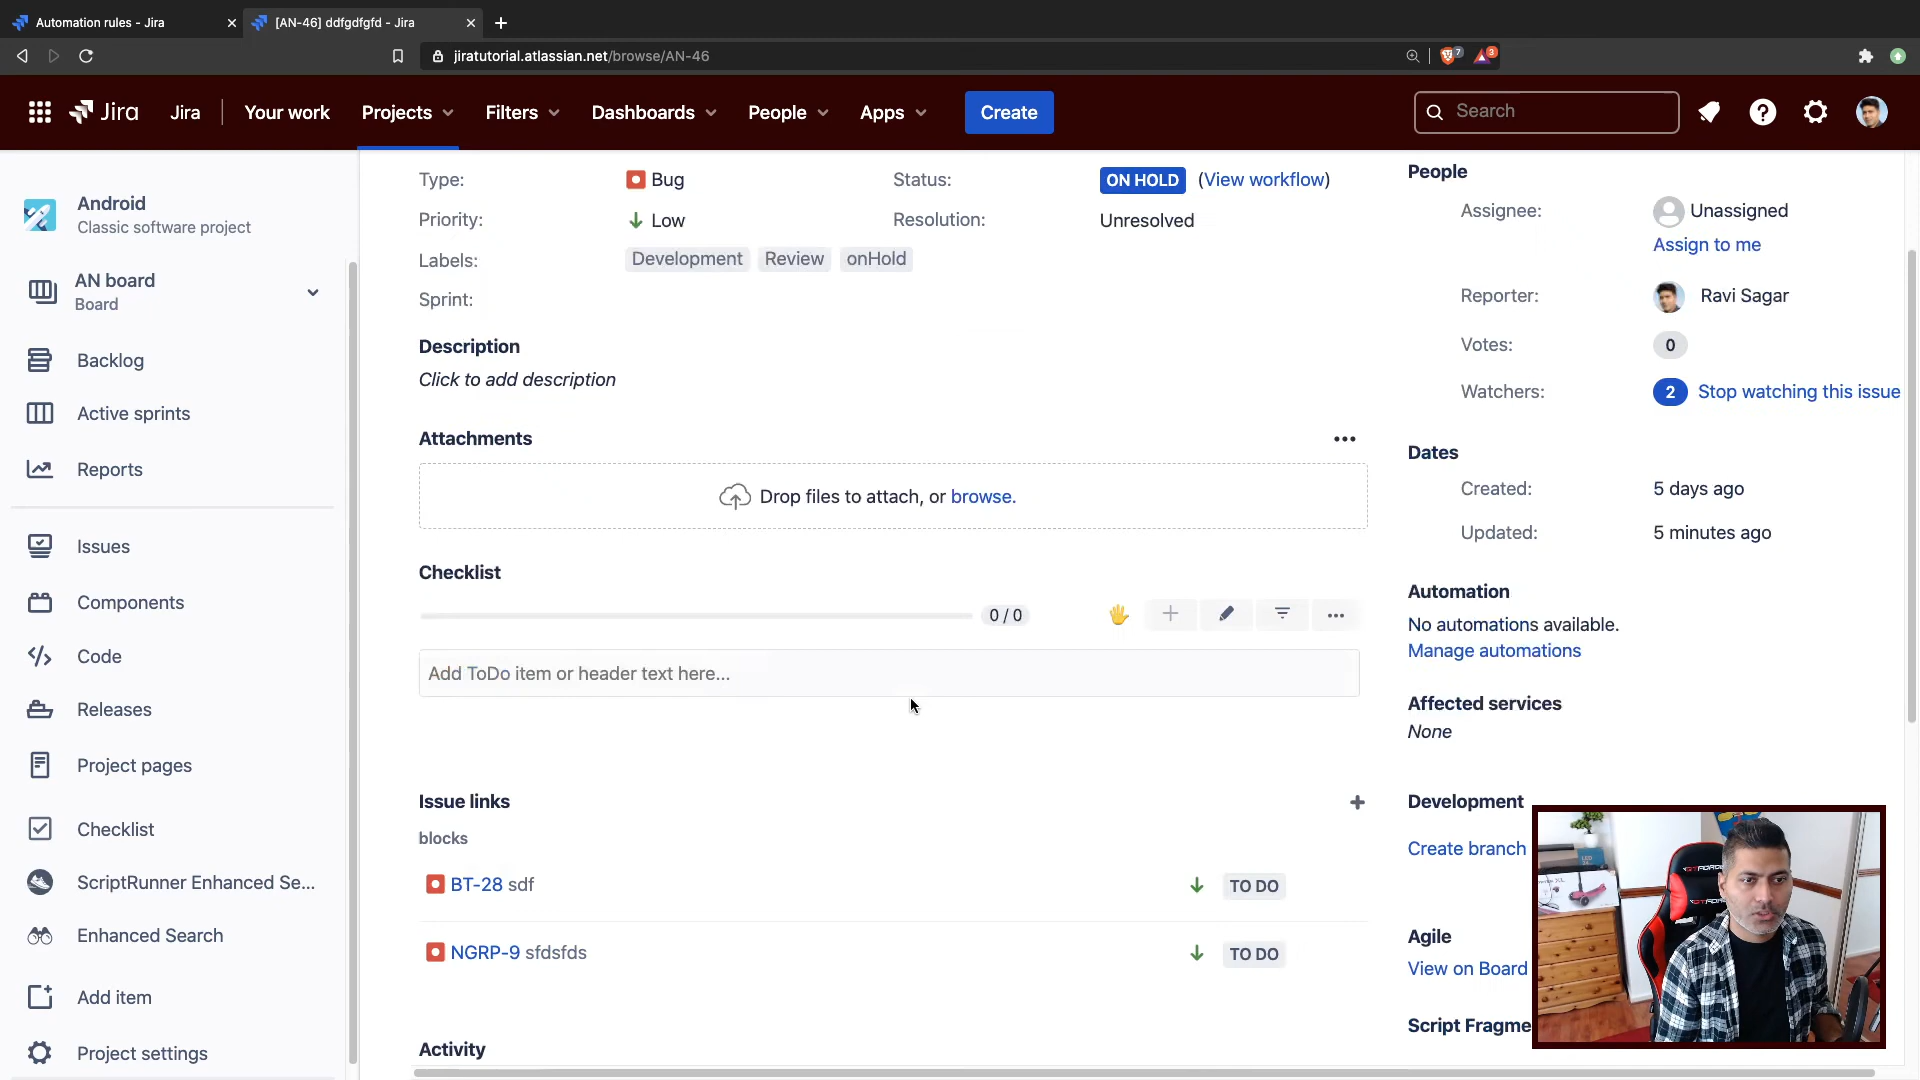 Automation rules - Jira
[AN-46] ddfgdfgfd - Jira
jiratutorial.atlassian.net/browse/AN-46
7
3
Jira
Jira
Your work
Projects
Filters
Dashboards
People
Apps
Create
Search
Android
Classic software project
AN board
Board
Backlog
Active sprints
Reports
Issues
Components
Code
Releases
Project pages
Checklist
ScriptRunner Enhanced Se...
Enhanced Search
Add item
Project settings
Type: Bug
Status: ON HOLD (View workflow)
Priority: Low
Resolution: Unresolved
Labels: Development Review onHold
Sprint:
Description
Click to add description
Attachments
Drop files to attach, or browse.
Checklist
0 / 0
Add ToDo item or header text here...
Issue links
blocks
BT-28 sdf TO DO
NGRP-9 sfdsfds TO DO
Activity
People
Assignee: Unassigned
Assign to me
Reporter: Ravi Sagar
Votes: 0
Watchers: 2 Stop watching this issue
Dates
Created: 5 days ago
Updated: 5 minutes ago
Automation
No automations available.
Manage automations
Affected services
None
Development
Create branch
Agile
View on Board
Script Fragme